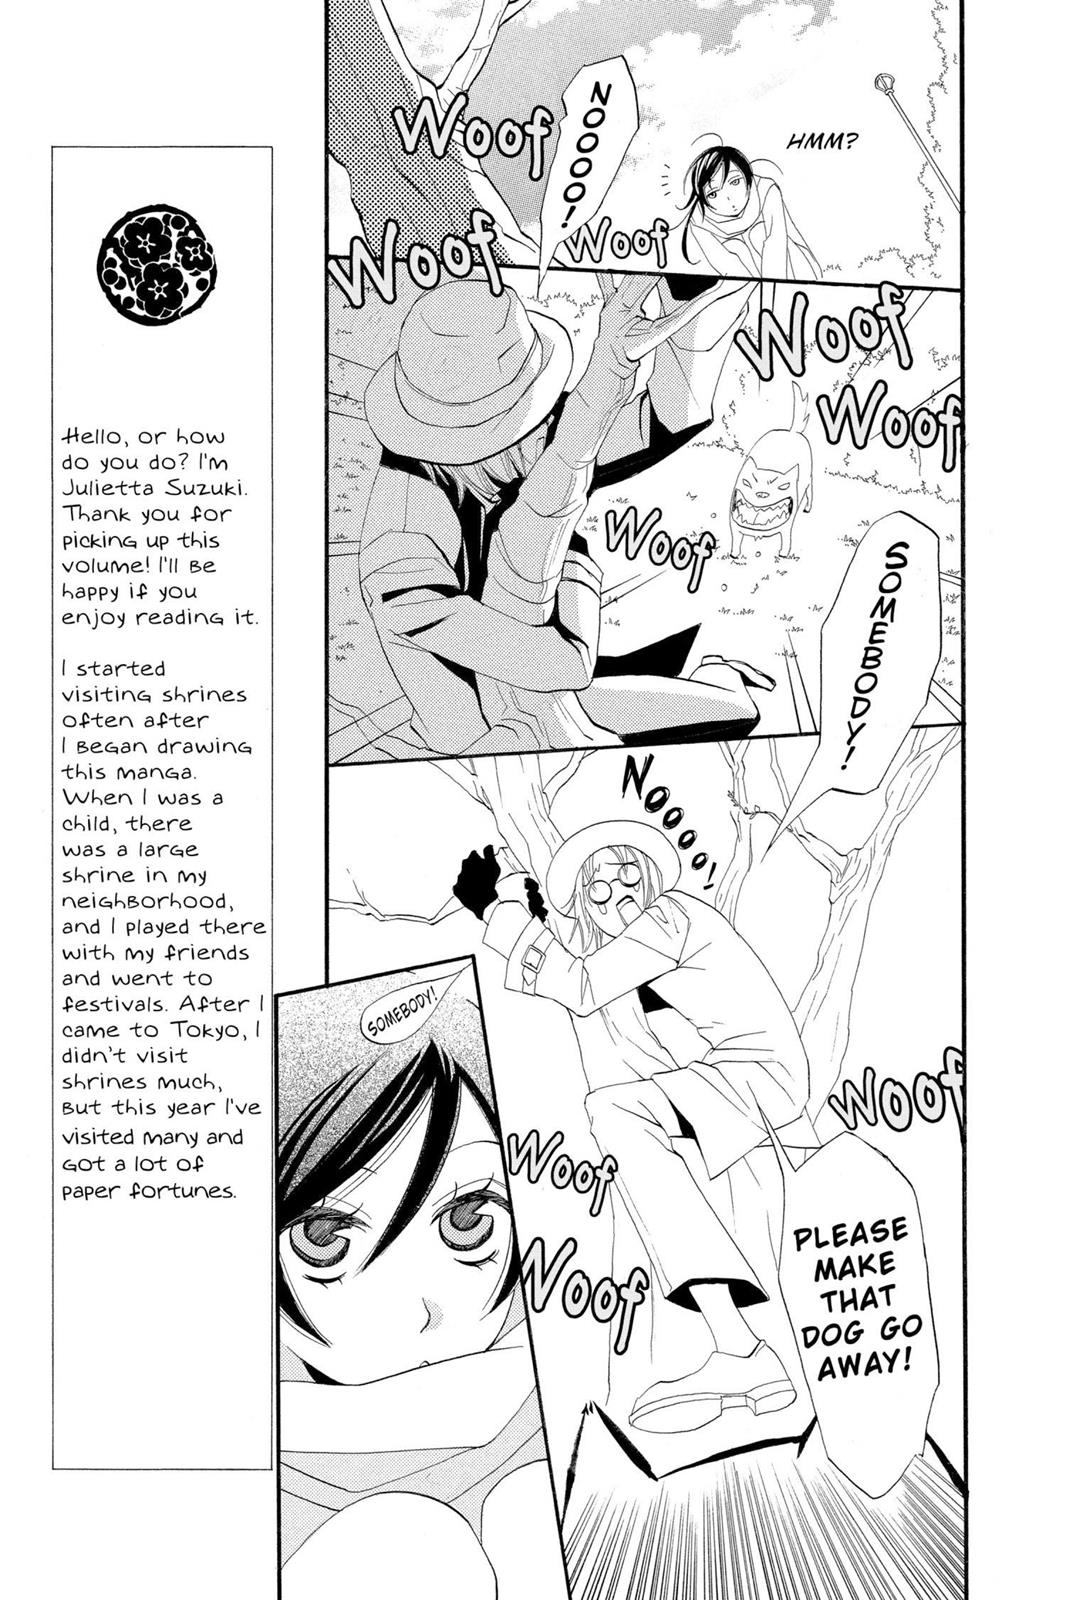 HMM?
NOOOO!
Woof
Woof
Woof
Woof
Woof
Woof
SOMEBODY!
Noooo!
Woof
Woof
Woof
PLEASE
MAKE
THAT
DOG GO
AWAY!
SOMEBODY!
Hello, or how
do you do? I'm
Julietta Suzuki.
Thank you for
picking up this
volume! I'll be
happy if you
enjoy reading it.
I started
visiting shrines
often after
I began drawing
this manga.
When I was a
child, there
was a large
shrine in my
neighborhood,
and I played there
with my friends
and went to
festivals. After I
came to Tokyo, I
didn't visit
shrines much,
but this year I've
visited many and
got a lot of
paper fortunes.